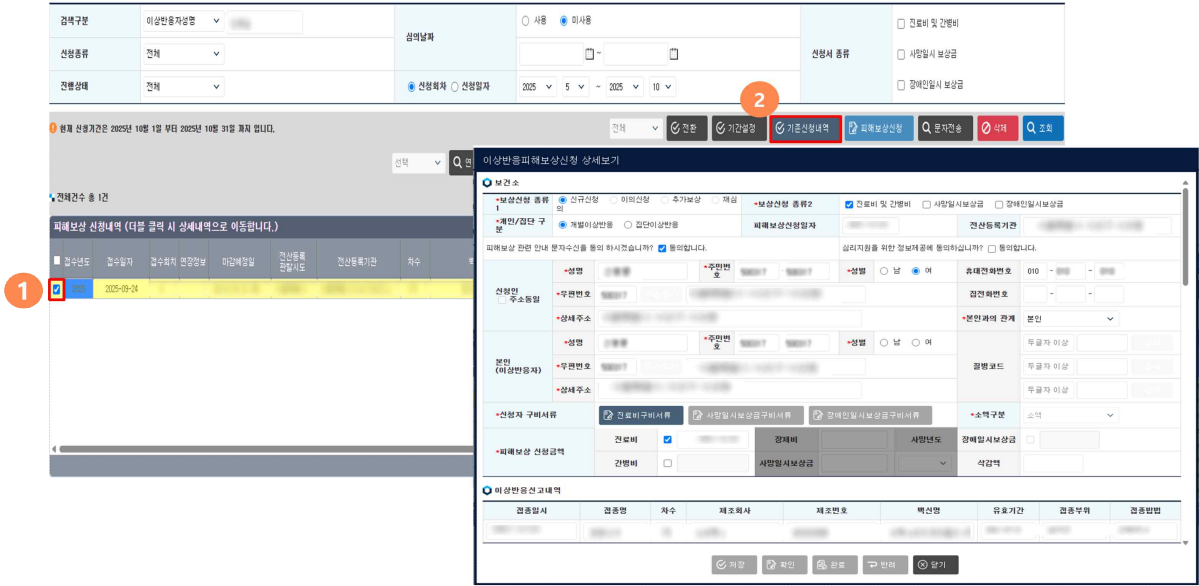 검색구분 이상반응자성명 심의날짜 사용 미사용 신청서 종류 진료비 및 간병비
신청종류 전체 ~ 사망일시 보상금
진행상태 전체 신청회차 신청일자 2025 5 ~ 2025 10 장애인일시 보상금
2
현재 신청기간은 2025년 10월 1일 부터 2025년 10월 31일 까지 입니다. 전체 전환 기간설정 기존신청내역 피해보상신청 문자전송 삭제 조회
선택 연
전체건수 총 1건
피해보상 신청내역 (더블 클릭 시 상세내역으로 이동합니다.)
접수년도 접수일자 접수회차 연장정보 마감예정일 전산등록 관할시도 전산등록기관 차수
1
2025 2025-09-24
이상반응피해보상신청 상세보기
보건소
*보상신청 종류1 신규신청 이의신청 추가보상 재심의 *보상신청 종류2 진료비 및 간병비 사망일시보상금 장애인일시보상금
*개인/집단 구분 개별이상반응 집단이상반응 피해보상신청일자 전산등록기관
피해보상 관련 안내 문자수신을 동의 하시겠습니까? 동의합니다. 심리지원을 위한 정보제공에 동의하십니까? 동의합니다.
신청인 주소동일 *성명 *주민번호 - *성별 남 여 휴대전화번호 010 - -
*우편번호 집전화번호 - -
*상세주소 *본인과의 관계 본인
본인 (이상반응자) *성명 *주민번호 *성별 남 여 질병코드 두글자 이상
*우편번호 두글자 이상
*상세주소 두글자 이상
*신청자 구비서류 진료비구비서류 사망일시보상금구비서류 장애인일시보상금구비서류 *소액구분 소액
*피해보상 신청금액 진료비 장제비 사망년도 장애일시보상금
간병비 사망일시보상금 삭감액
이상반응신고내역
접종일시 접종명 차수 제조회사 제조번호 백신명 유효기간 접종부위 접종방법
저장 확인 완료 반려 닫기